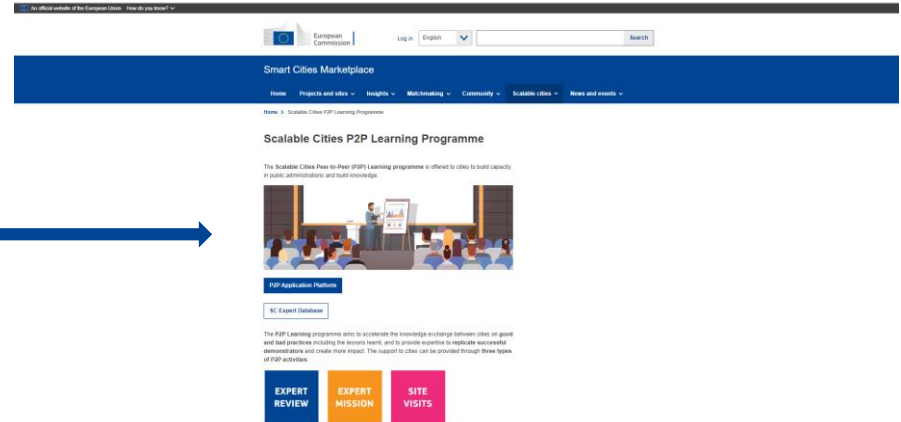 An official website of the European Union How do you know?
European
Commission
Log in English Search
Smart Cities Marketplace
Home Projects and sites Insights Matchmaking Community Scalable cities News and events
Home > Scalable Cities P2P Learning Programme
Scalable Cities P2P Learning Programme
The Scalable Cities Peer-to-Peer (P2P) Learning programme is offered to cities to build capacity
in public administrations and build knowledge.
P2P Application Platform
SC Expert Database
The P2P Learning programme aims to accelerate the knowledge exchange between cities on good
and bad practices including the lessons learnt, and to provide expertise to replicate successful
demonstrators and create more impact. The support to cities can be provided through three types
of P2P activities
EXPERT
REVIEW
EXPERT
MISSION
SITE
VISITS